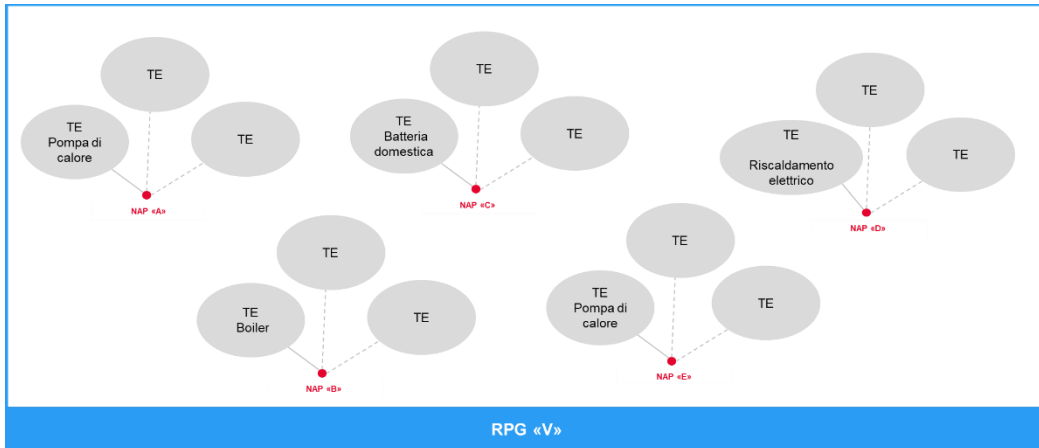 TE
TE
Pompa di
calore
TE
NAP «A»
TE
TE
Batteria
domestica
TE
NAP «C»
TE
TE
Riscaldamento
elettrico
TE
NAP «D»
TE
TE
Boiler
TE
NAP «B»
TE
TE
Pompa di
calore
TE
NAP «E»
RPG «V»